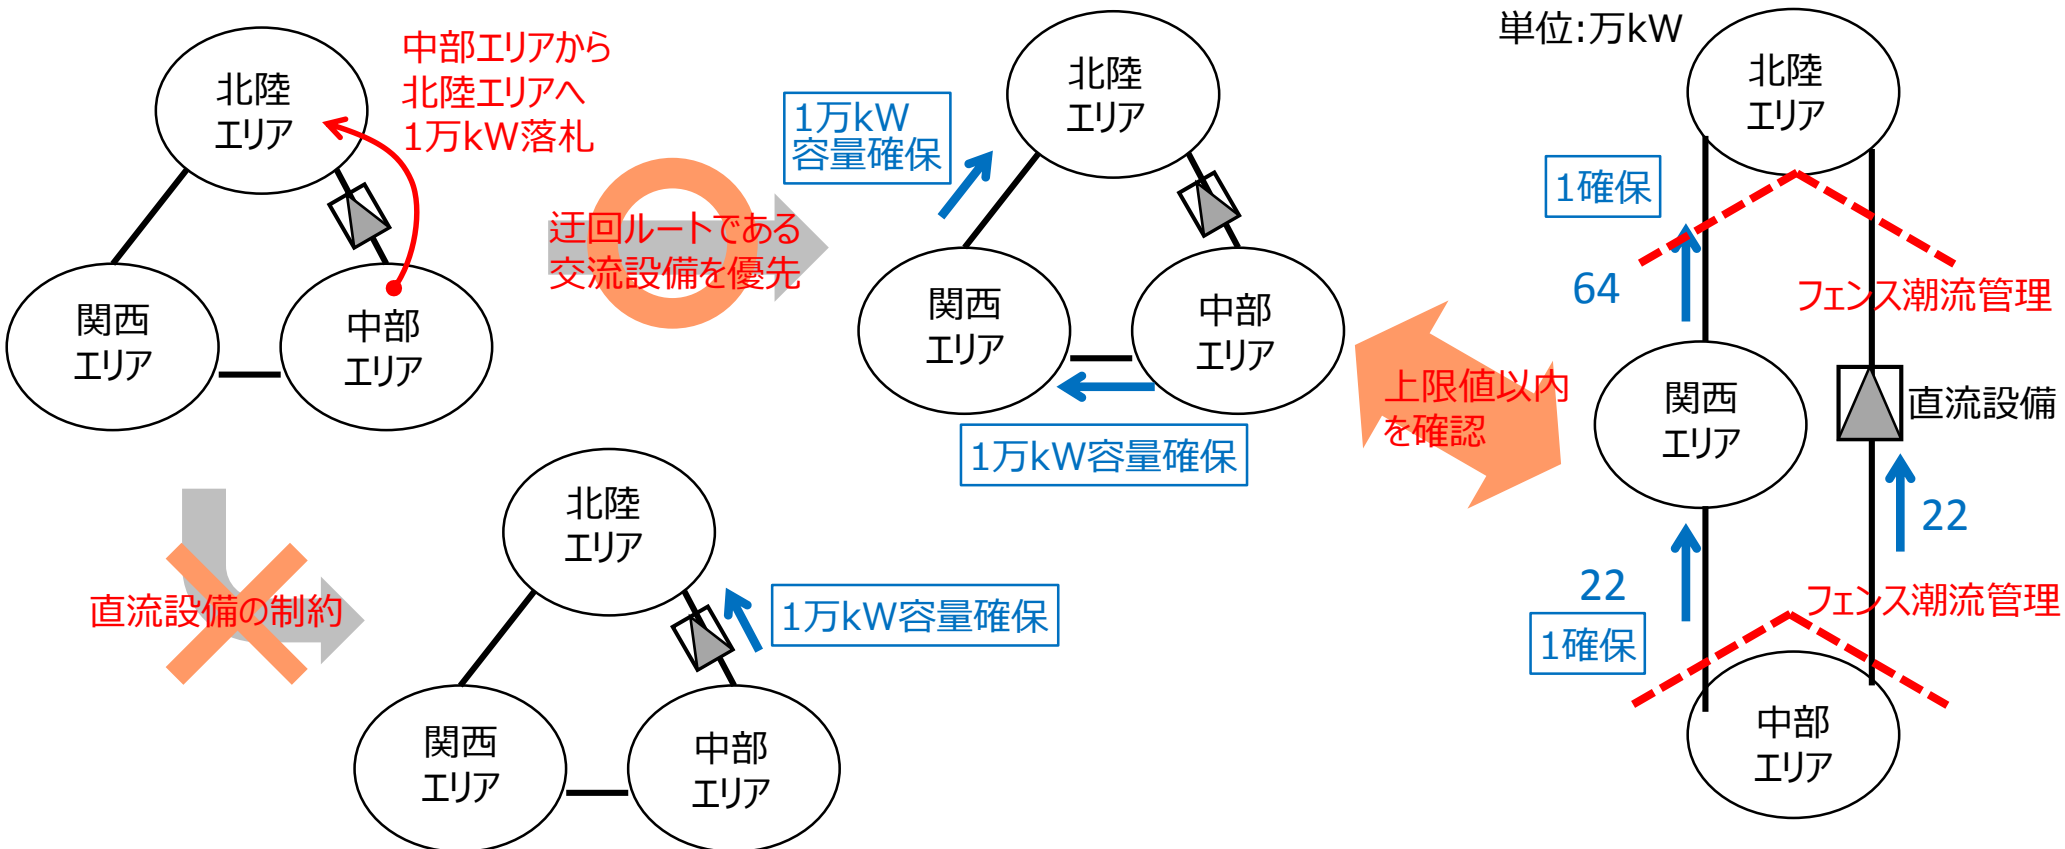 北陸
エリア
中部エリアから
北陸エリアへ
1万kW落札
関西
エリア
中部
エリア
迂回ルートである
交流設備を優先
1万kW
容量確保
北陸
エリア
関西
エリア
中部
エリア
1万kW容量確保
上限値以内
を確認
直流設備の制約
北陸
エリア
1万kW容量確保
関西
エリア
中部
エリア
単位:万kW
北陸
エリア
1確保
64
フェンス潮流管理
関西
エリア
直流設備
22
22
1確保
フェンス潮流管理
中部
エリア